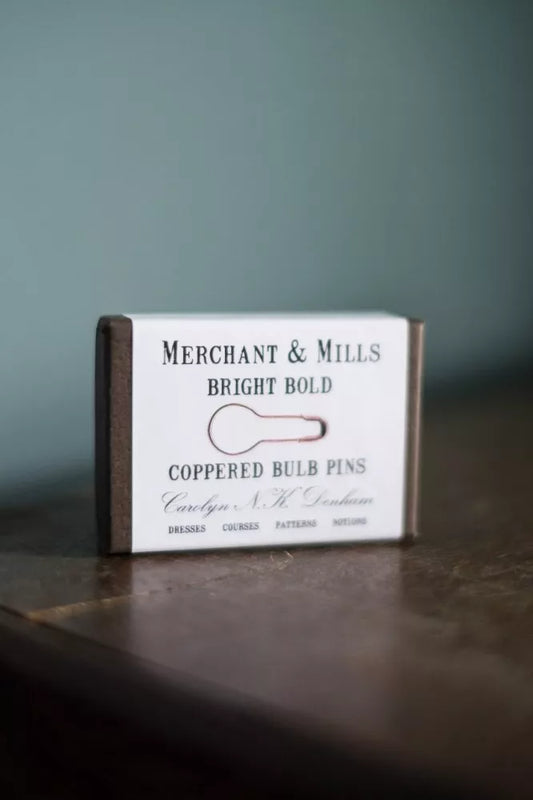 MERCHANT & MILLS
BRIGHT BOLD
COPPERED BULB PINS
Carolyn N.K. Denham
DRESSES COURSES PATTERNS NOTIONS